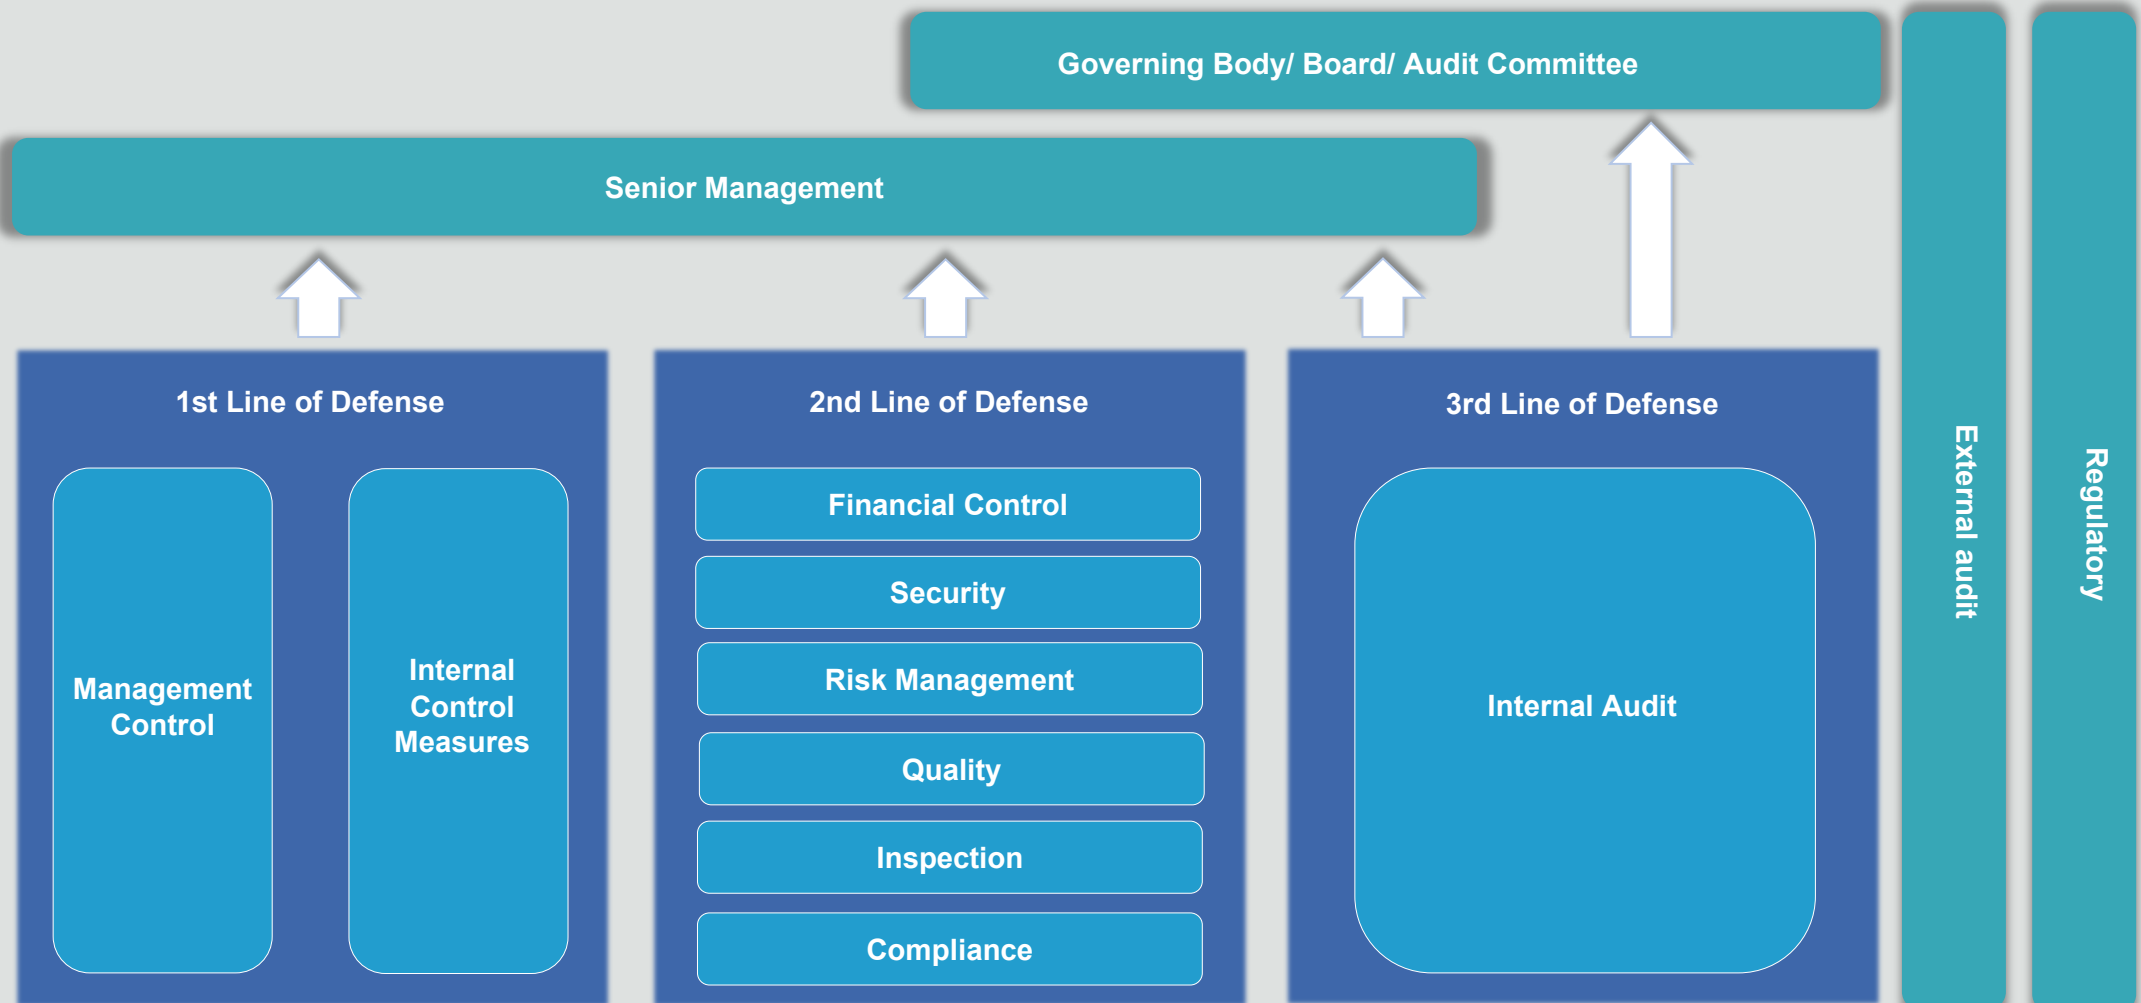 Governing Body/ Board/ Audit Committee
Senior Management
1st Line of Defense
Management
Control
Internal
Control
Measures
2nd Line of Defense
Financial Control
Security
Risk Management
Quality
Inspection
Compliance
3rd Line of Defense
Internal Audit
External audit
Regulatory